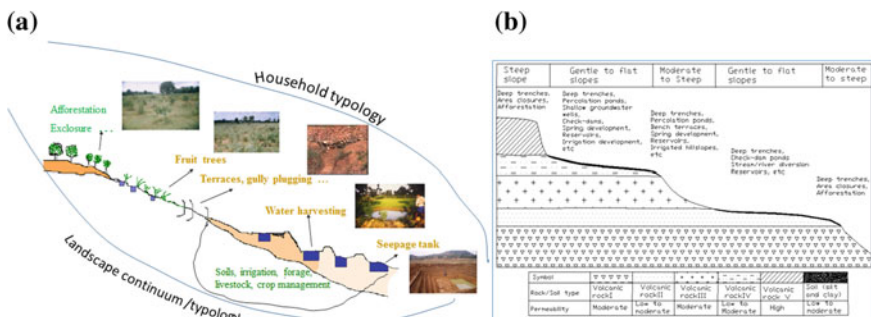 (a)
Household typology
Afforestation
Exclosure ...
Fruit trees
Terraces, gully plugging ...
Water harvesting
Seepage tank
Soils, irrigation, forage,
livestock, crop management
Landscape continuum /typology
(b)
Steep
slope
Gentle to flat
slopes
Moderate
to Steep
Gentle to flat
slopes
Moderate
to steep
Deep trenches,
Area closures,
Afforestation
Deep trenches,
Percolation ponds,
Shallow groundwater
wells,
Check-dams,
Spring development,
Reservoirs,
Irrigation development,
etc
Deep trenches,
Percolation ponds,
Bench terraces,
Spring development,
Reservoirs,
Irrigated hillslopes,
etc
Deep trenches,
Check-dam ponds
Stream/river diversion
Reservoirs, etc
Deep trenches,
Area closures,
Afforestation
Symbol
Rock/Soil type
Volcanic
rockI
Volcanic
rockII
Volcanic
rockIII
Volcanic
rockIV
Volcanic
rock V
Soil (silt
and clay)
Permeability
Moderate
Low to
moderate
Moderate
Low to
Moderate
High
Low to
moderate